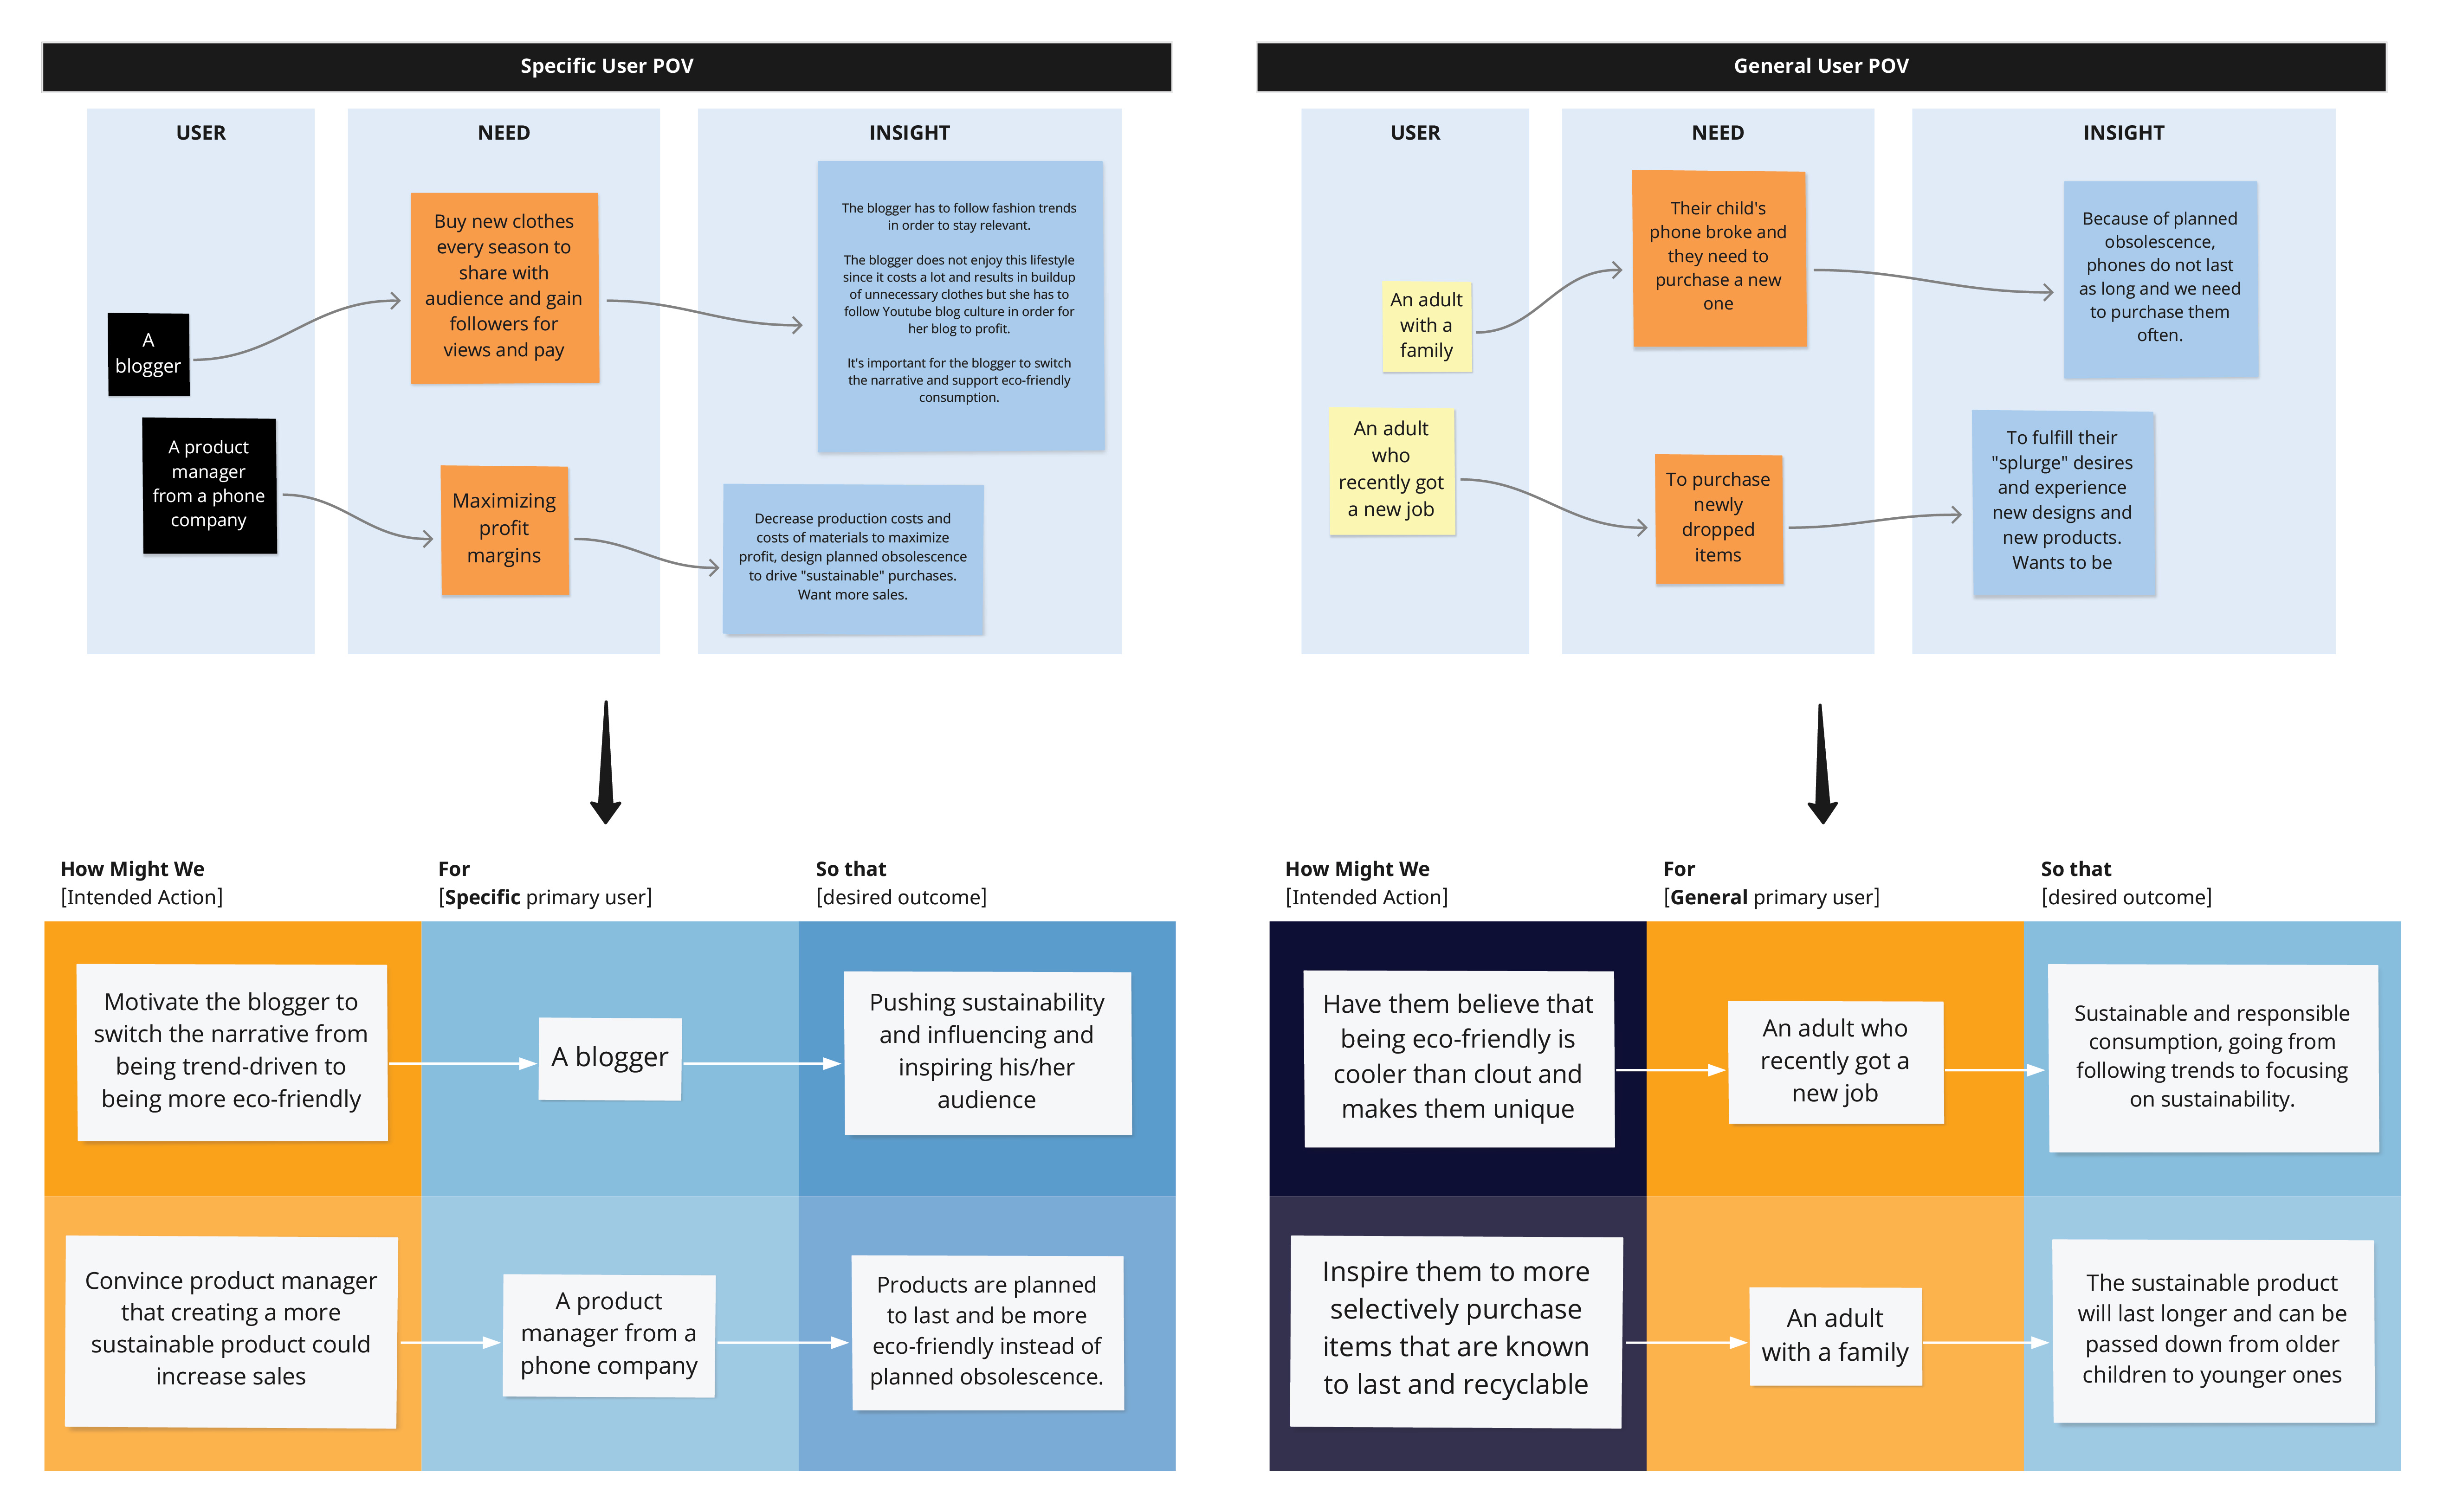 Specific User POV
USER
NEED
INSIGHT
A
blogger
Buy new clothes
every season to
share with
audience and gain
followers for
views and pay
The blogger has to follow fashion trends
in order to stay relevant.
The blogger does not enjoy this lifestyle
since it costs a lot and results in buildup
of unnecessary clothes but she has to
follow Youtube blog culture in order for
her blog to profit.
It's important for the blogger to switch
the narrative and support eco-friendly
consumption.
A product
manager
from a phone
company
Maximizing
profit
margins
Decrease production costs and
costs of materials to maximize
profit, design planned obsolescence
to drive "sustainable" purchases.
Want more sales.
General User POV
USER
NEED
INSIGHT
An adult
with a
family
Their child's
phone broke and
they need to
purchase a new
one
Because of planned
obsolescence,
phones do not last
as long and we need
to purchase them
often.
An adult
who
recently got
a new job
To purchase
newly
dropped
items
To fulfill their
"splurge" desires
and experience
new designs and
new products.
Wants to be
How Might We
[Intended Action]
For
[Specific primary user]
So that
[desired outcome]
Motivate the blogger to
switch the narrative from
being trend-driven to
being more eco-friendly
A blogger
Pushing sustainability
and influencing and
inspiring his/her
audience
Convince product manager
that creating a more
sustainable product could
increase sales
A product
manager from a
phone company
Products are planned
to last and be more
eco-friendly instead of
planned obsolescence.
How Might We
[Intended Action]
For
[General primary user]
So that
[desired outcome]
Have them believe that
being eco-friendly is
cooler than clout and
makes them unique
An adult who
recently got a
new job
Sustainable and responsible
consumption, going from
following trends to focusing
on sustainability.
Inspire them to more
selectively purchase
items that are known
to last and recyclable
An adult
with a family
The sustainable product
will last longer and can be
passed down from older
children to younger ones